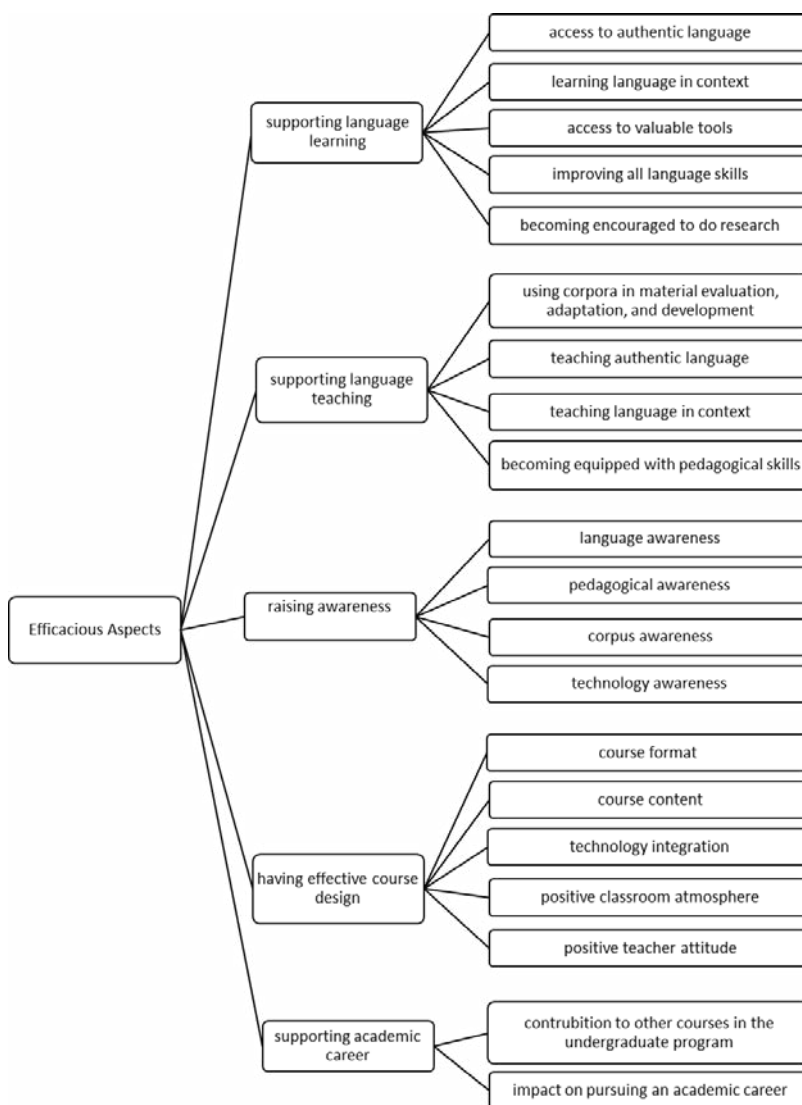 access to authentic language
learning language in context
supporting language
learning
access to valuable tools
improving all language skills
becoming encouraged to do research
using corpora in material evaluation,
adaptation, and development
teaching authentic language
supporting language
teaching
teaching language in context
becoming equipped with pedagogical skills
language awareness
pedagogical awareness
raising awareness
Efficacious Aspects
corpus awareness
technology awareness
course format
course content
technology integration
having effective course
design
positive classroom atmosphere
positive teacher attitude
supporting academic
career
contrubition to other courses in the
undergraduate program
impact on pursuing an academic career